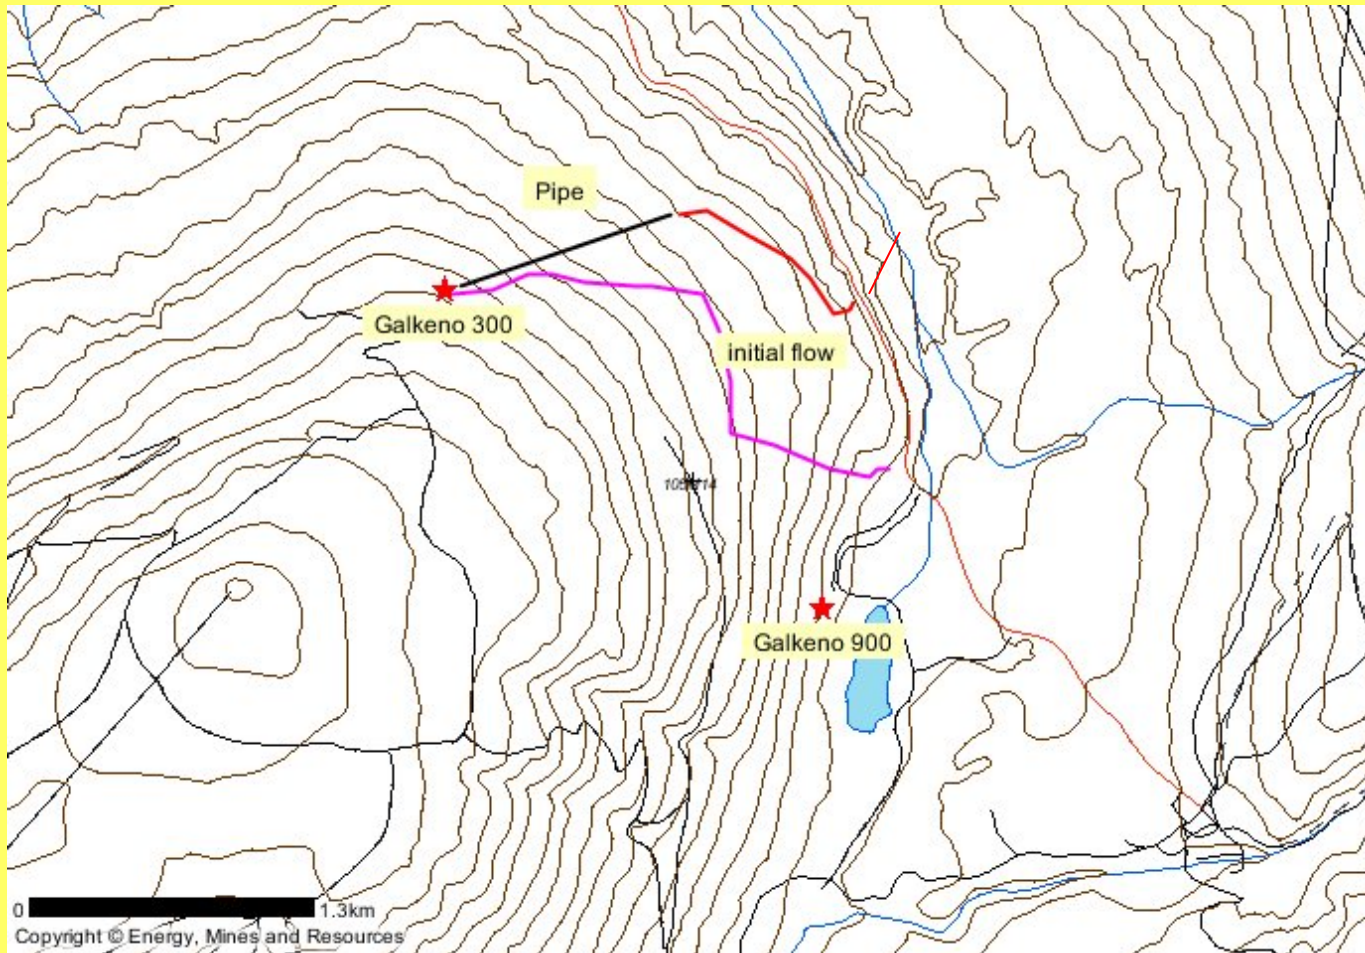 Pipe
Galkeno 300
initial flow
Galkeno 900
0 1.3km
Copyright © Energy, Mines and Resources